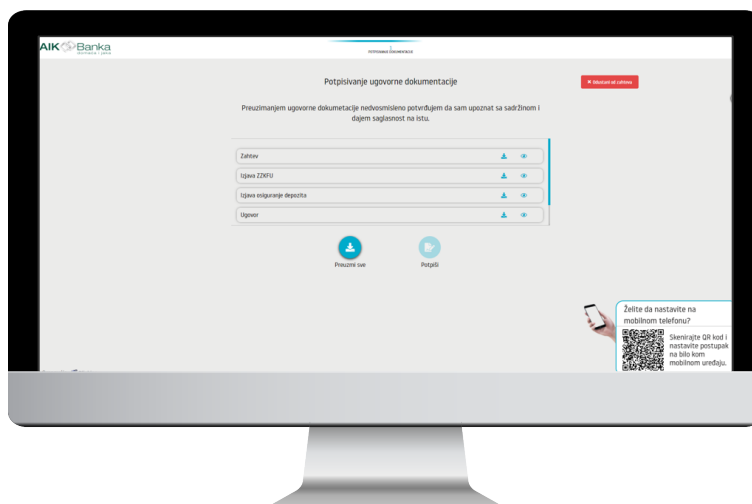 AIK Banka
POTPISIVANJE DOKUMENTACIJE
Potpisivanje ugovorne dokumentacije
Odustani od zahteva
Preuzimanjem ugovorne dokumetacije nedvosmisleno potvrđujem da sam upoznat sa sadržinom i
dajem saglasnost na istu.
Zahtev
Izjava ZZKFU
Izjava osiguranje depozita
Ugovor
Preuzmi sve
Potpiši
Želite da nastavite na
mobilnom telefonu?
Skenirajte QR kod i
nastavite postupak
na bilo kom
mobilnom uređaju.